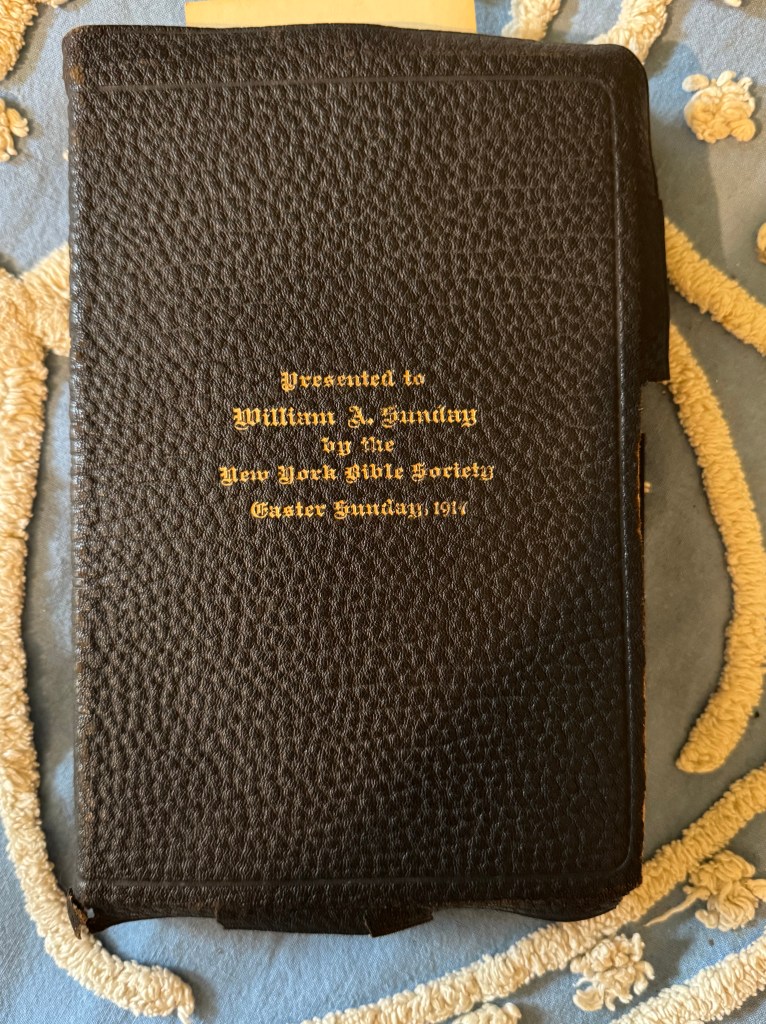 Presented to
William A. Sunday
by the
New York Bible Society
Easter Sunday, 1917